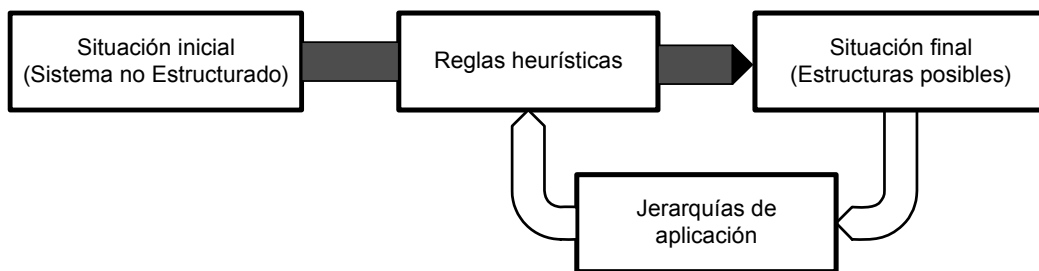 Situación inicial
(Sistema no Estructurado)
Reglas heurísticas
Situación final
(Estructuras posibles)
Jerarquías de
aplicación